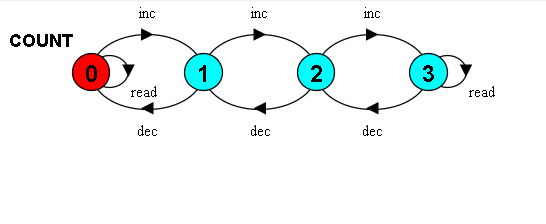 inc inc inc
COUNT
0 1 2 3
read read
dec dec dec